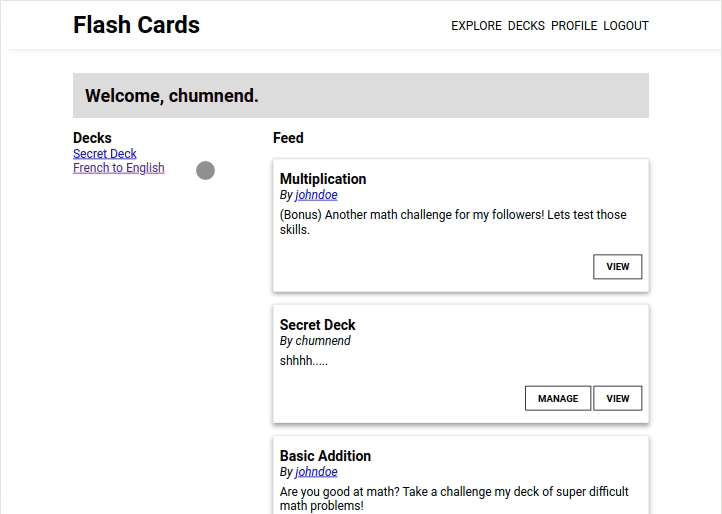 Flash Cards
EXPLORE DECKS PROFILE LOGOUT
Welcome, chumnend.
Decks
Secret Deck
French to English
Feed
Multiplication
By johndoe
(Bonus) Another math challenge for my followers! Lets test those
skills.
VIEW
Secret Deck
By chumnend
shhhh.....
MANAGE VIEW
Basic Addition
By johndoe
Are you good at math? Take a challenge my deck of super difficult
math problems!